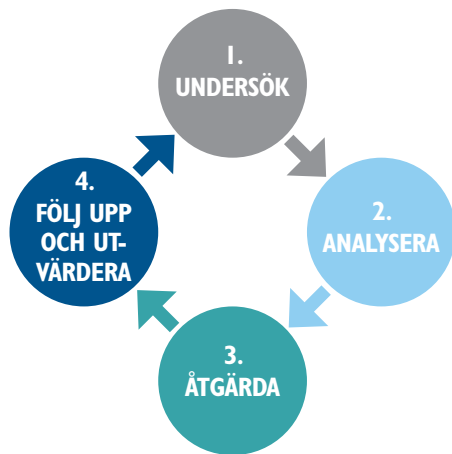 1.
UNDERSÖK
2.
ANALYSERA
3.
ÅTGÄRDA
4.
FÖLJ UPP
OCH UT-
VÄRDERA